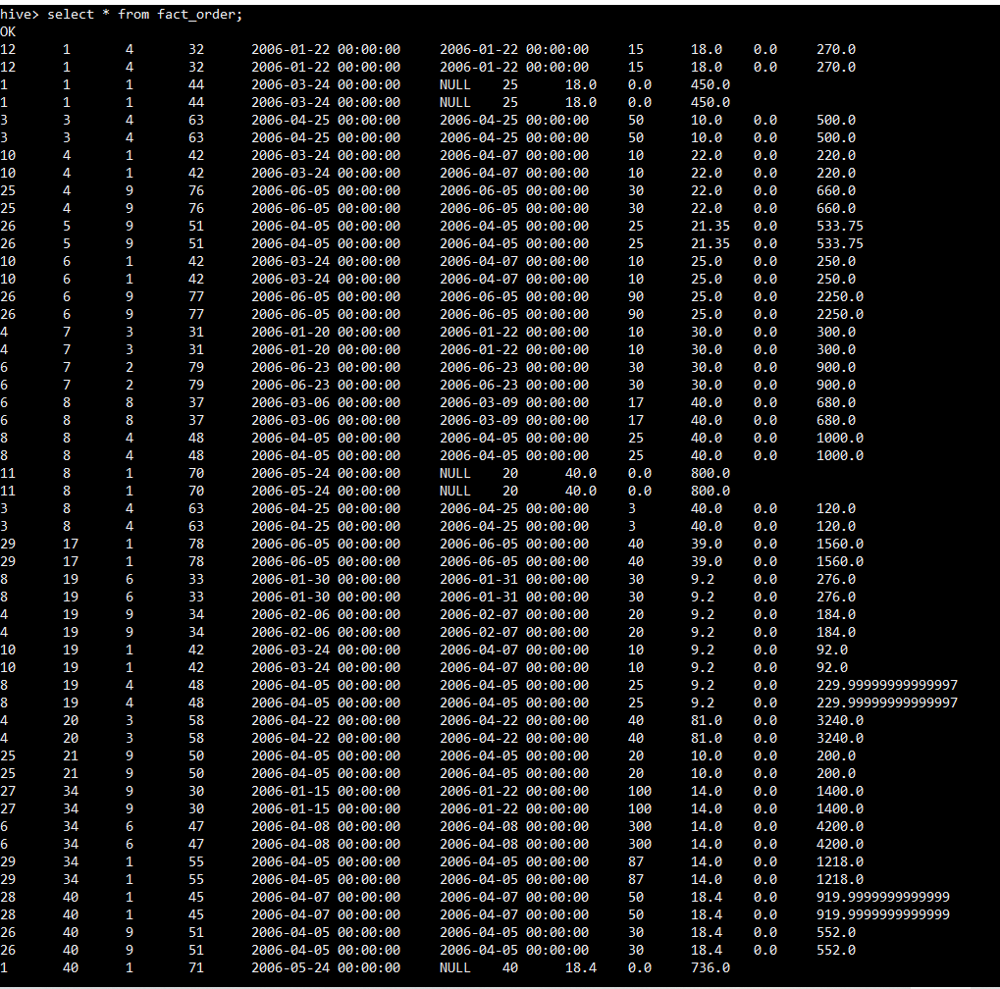 hive> select * from fact_order;
OK
12 1 4 32 2006-01-22 00:00:00 2006-01-22 00:00:00 15 18.0 0.0 270.0
12 1 4 32 2006-01-22 00:00:00 2006-01-22 00:00:00 15 18.0 0.0 270.0
1 1 1 44 2006-03-24 00:00:00 NULL 25 18.0 0.0 450.0
1 1 1 44 2006-03-24 00:00:00 NULL 25 18.0 0.0 450.0
3 3 4 63 2006-04-25 00:00:00 2006-04-25 00:00:00 50 10.0 0.0 500.0
3 3 4 63 2006-04-25 00:00:00 2006-04-25 00:00:00 50 10.0 0.0 500.0
10 4 1 42 2006-03-24 00:00:00 2006-04-07 00:00:00 10 22.0 0.0 220.0
10 4 1 42 2006-03-24 00:00:00 2006-04-07 00:00:00 10 22.0 0.0 220.0
25 4 9 76 2006-06-05 00:00:00 2006-06-05 00:00:00 30 22.0 0.0 660.0
25 4 9 76 2006-06-05 00:00:00 2006-06-05 00:00:00 30 22.0 0.0 660.0
26 5 9 51 2006-04-05 00:00:00 2006-04-05 00:00:00 25 21.35 0.0 533.75
26 5 9 51 2006-04-05 00:00:00 2006-04-05 00:00:00 25 21.35 0.0 533.75
10 6 1 42 2006-03-24 00:00:00 2006-04-07 00:00:00 10 25.0 0.0 250.0
10 6 1 42 2006-03-24 00:00:00 2006-04-07 00:00:00 10 25.0 0.0 250.0
26 6 9 77 2006-06-05 00:00:00 2006-06-05 00:00:00 90 25.0 0.0 2250.0
26 6 9 77 2006-06-05 00:00:00 2006-06-05 00:00:00 90 25.0 0.0 2250.0
4 7 3 31 2006-01-20 00:00:00 2006-01-22 00:00:00 10 30.0 0.0 300.0
4 7 3 31 2006-01-20 00:00:00 2006-01-22 00:00:00 10 30.0 0.0 300.0
6 7 2 79 2006-06-23 00:00:00 2006-06-23 00:00:00 30 30.0 0.0 900.0
6 7 2 79 2006-06-23 00:00:00 2006-06-23 00:00:00 30 30.0 0.0 900.0
6 8 8 37 2006-03-06 00:00:00 2006-03-09 00:00:00 17 40.0 0.0 680.0
6 8 8 37 2006-03-06 00:00:00 2006-03-09 00:00:00 17 40.0 0.0 680.0
8 8 4 48 2006-04-05 00:00:00 2006-04-05 00:00:00 25 40.0 0.0 1000.0
8 8 4 48 2006-04-05 00:00:00 2006-04-05 00:00:00 25 40.0 0.0 1000.0
11 8 1 70 2006-05-24 00:00:00 NULL 20 40.0 0.0 800.0
11 8 1 70 2006-05-24 00:00:00 NULL 20 40.0 0.0 800.0
3 8 4 63 2006-04-25 00:00:00 2006-04-25 00:00:00 3 40.0 0.0 120.0
3 8 4 63 2006-04-25 00:00:00 2006-04-25 00:00:00 3 40.0 0.0 120.0
29 17 1 78 2006-06-05 00:00:00 2006-06-05 00:00:00 40 39.0 0.0 1560.0
29 17 1 78 2006-06-05 00:00:00 2006-06-05 00:00:00 40 39.0 0.0 1560.0
8 19 6 33 2006-01-30 00:00:00 2006-01-31 00:00:00 30 9.2 0.0 276.0
8 19 6 33 2006-01-30 00:00:00 2006-01-31 00:00:00 30 9.2 0.0 276.0
4 19 9 34 2006-02-06 00:00:00 2006-02-07 00:00:00 20 9.2 0.0 184.0
4 19 9 34 2006-02-06 00:00:00 2006-02-07 00:00:00 20 9.2 0.0 184.0
10 19 1 42 2006-03-24 00:00:00 2006-04-07 00:00:00 10 9.2 0.0 92.0
10 19 1 42 2006-03-24 00:00:00 2006-04-07 00:00:00 10 9.2 0.0 92.0
8 19 4 48 2006-04-05 00:00:00 2006-04-05 00:00:00 25 9.2 0.0 229.99999999999997
8 19 4 48 2006-04-05 00:00:00 2006-04-05 00:00:00 25 9.2 0.0 229.99999999999997
4 20 3 58 2006-04-22 00:00:00 2006-04-22 00:00:00 40 81.0 0.0 3240.0
4 20 3 58 2006-04-22 00:00:00 2006-04-22 00:00:00 40 81.0 0.0 3240.0
25 21 9 50 2006-04-05 00:00:00 2006-04-05 00:00:00 20 10.0 0.0 200.0
25 21 9 50 2006-04-05 00:00:00 2006-04-05 00:00:00 20 10.0 0.0 200.0
27 34 9 30 2006-01-15 00:00:00 2006-01-22 00:00:00 100 14.0 0.0 1400.0
27 34 9 30 2006-01-15 00:00:00 2006-01-22 00:00:00 100 14.0 0.0 1400.0
6 34 6 47 2006-04-08 00:00:00 2006-04-08 00:00:00 300 14.0 0.0 4200.0
6 34 6 47 2006-04-08 00:00:00 2006-04-08 00:00:00 300 14.0 0.0 4200.0
29 34 1 55 2006-04-05 00:00:00 2006-04-05 00:00:00 87 14.0 0.0 1218.0
29 34 1 55 2006-04-05 00:00:00 2006-04-05 00:00:00 87 14.0 0.0 1218.0
28 40 1 45 2006-04-07 00:00:00 2006-04-07 00:00:00 50 18.4 0.0 919.9999999999999
28 40 1 45 2006-04-07 00:00:00 2006-04-07 00:00:00 50 18.4 0.0 919.9999999999999
26 40 9 51 2006-04-05 00:00:00 2006-04-05 00:00:00 30 18.4 0.0 552.0
26 40 9 51 2006-04-05 00:00:00 2006-04-05 00:00:00 30 18.4 0.0 552.0
1 40 1 71 2006-05-24 00:00:00 NULL 40 18.4 0.0 736.0